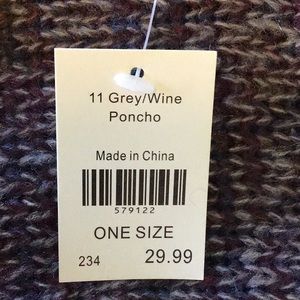 11 Grey/Wine
Poncho
Made in China
579122
ONE SIZE
234 29.99